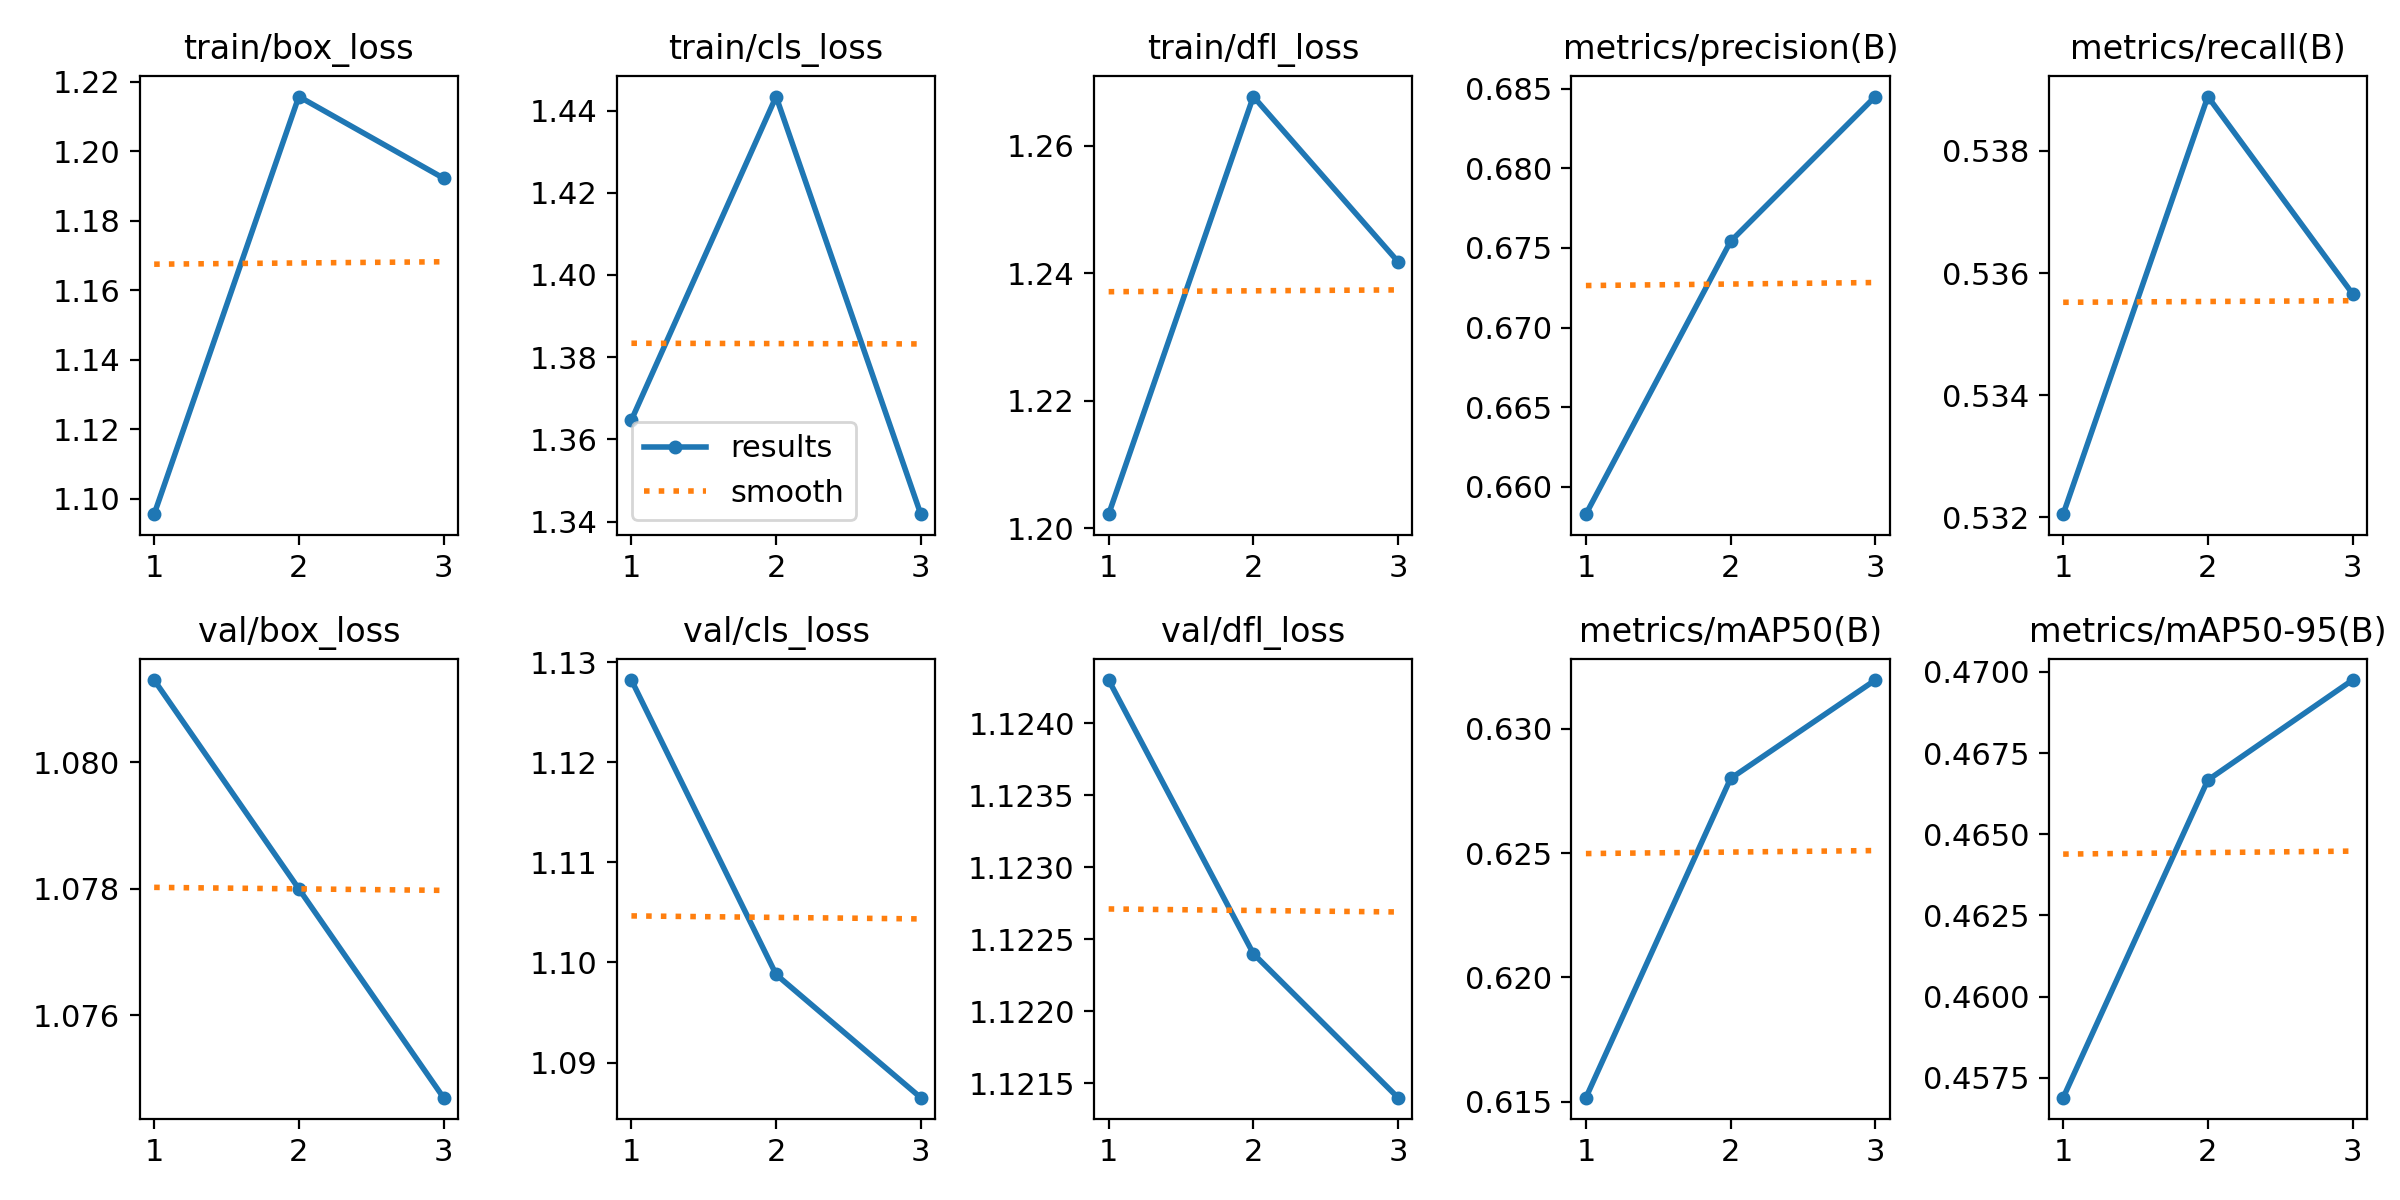 train/box_loss
1.22
1.20
1.18
1.16
1.14
1.12
1.10
1 2 3
train/cls_loss
1.44
1.42
1.40
1.38
1.36
1.34
results
smooth
1 2 3
train/dfl_loss
1.26
1.24
1.22
1.20
1 2 3
metrics/precision(B)
0.685
0.680
0.675
0.670
0.665
0.660
1 2 3
metrics/recall(B)
0.538
0.536
0.534
0.532
1 2 3
val/box_loss
1.080
1.078
1.076
1 2 3
val/cls_loss
1.13
1.12
1.11
1.10
1.09
1 2 3
val/dfl_loss
1.1240
1.1235
1.1230
1.1225
1.1220
1.1215
1 2 3
metrics/mAP50(B)
0.630
0.625
0.620
0.615
1 2 3
metrics/mAP50-95(B)
0.4700
0.4675
0.4650
0.4625
0.4600
0.4575
1 2 3